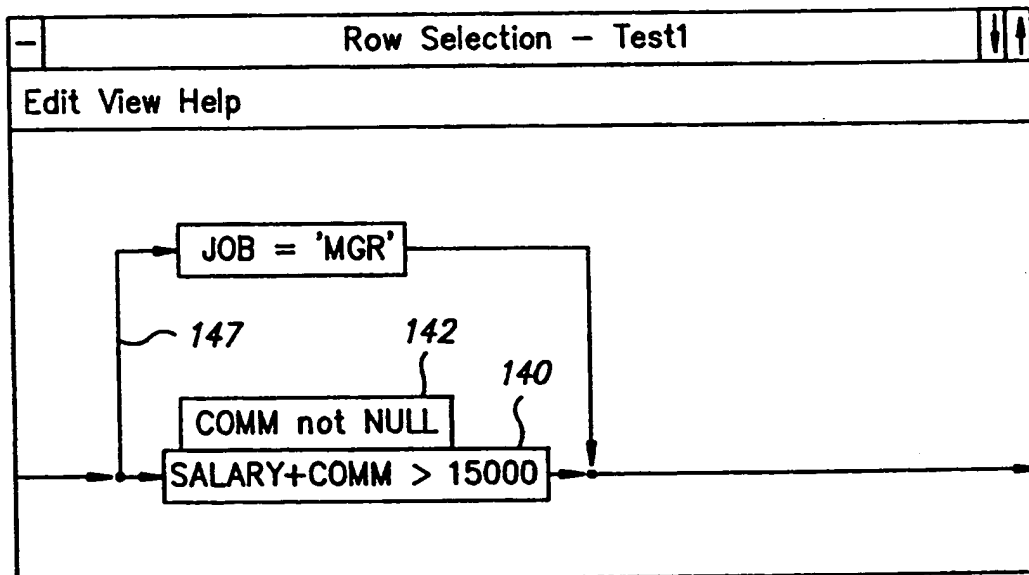 Row Selection – Test1
Edit View Help
JOB = 'MGR'
147
142
140
COMM not NULL
SALARY+COMM > 15000